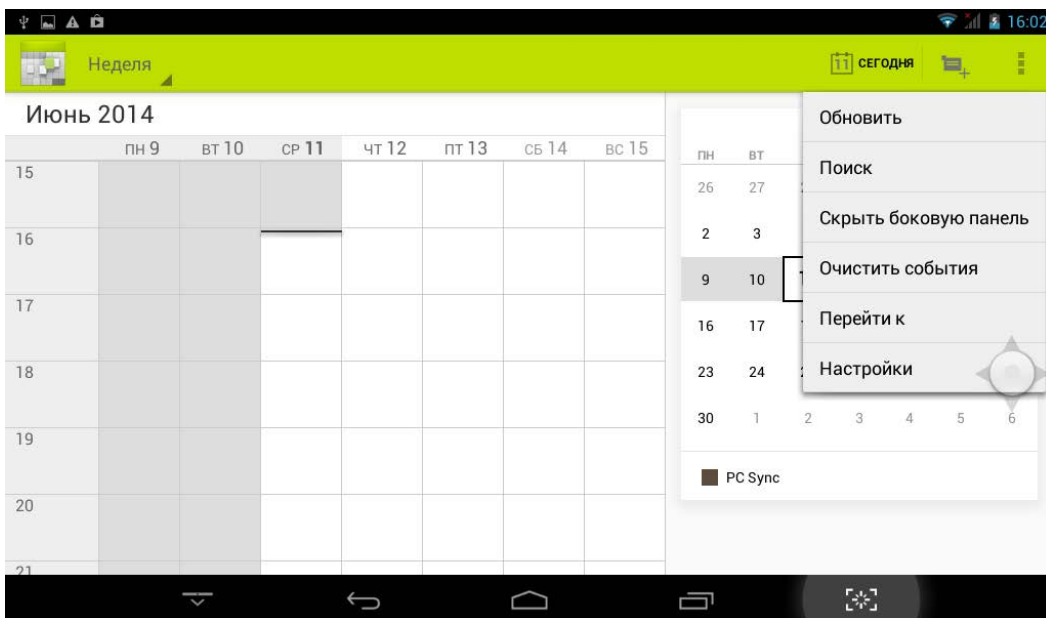 16:02
Неделя
11 СЕГОДНЯ
Июнь 2014
ПН 9 ВТ 10 СР 11 ЧТ 12 ПТ 13 СБ 14 ВС 15
15
16
17
18
19
20
21
ПН ВТ
26 27
2 3
9 10
16 17
23 24
30 1 2 3 4 5 6
PC Sync
Обновить
Поиск
Скрыть боковую панель
Очистить события
Перейти к
Настройки